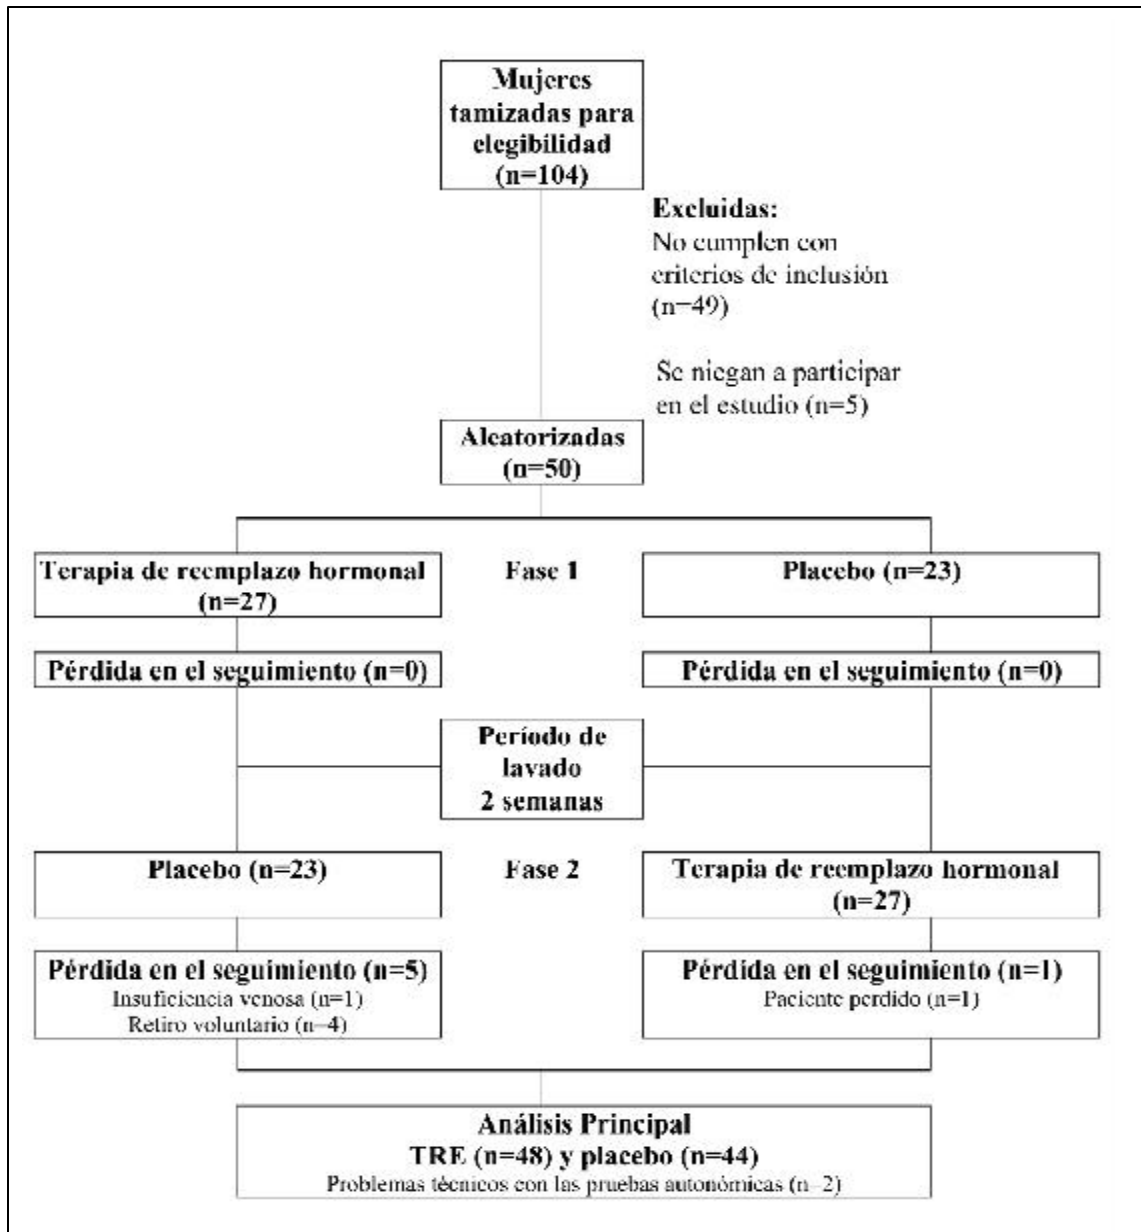 Mujeres
tamizadas para
elegibilidad
(n=104)
Excluidas:
No cumplen con
criterios de inclusión
(n=49)
Se niegan a participar
en el estudio (n=5)
Aleatorizadas
(n=50)
Terapia de reemplazo hormonal
(n=27)
Fase 1
Placebo (n=23)
Pérdida en el seguimiento (n=0)
Pérdida en el seguimiento (n=0)
Período de
lavado
2 semanas
Placebo (n=23)
Fase 2
Terapia de reemplazo hormonal
(n=27)
Pérdida en el seguimiento (n=5)
Insuficiencia venosa (n=1)
Retiro voluntario (n=4)
Pérdida en el seguimiento (n=1)
Paciente perdido (n=1)
Análisis Principal
TRE (n=48) y placebo (n=44)
Problemas técnicos con las pruebas autonómicas (n=2)